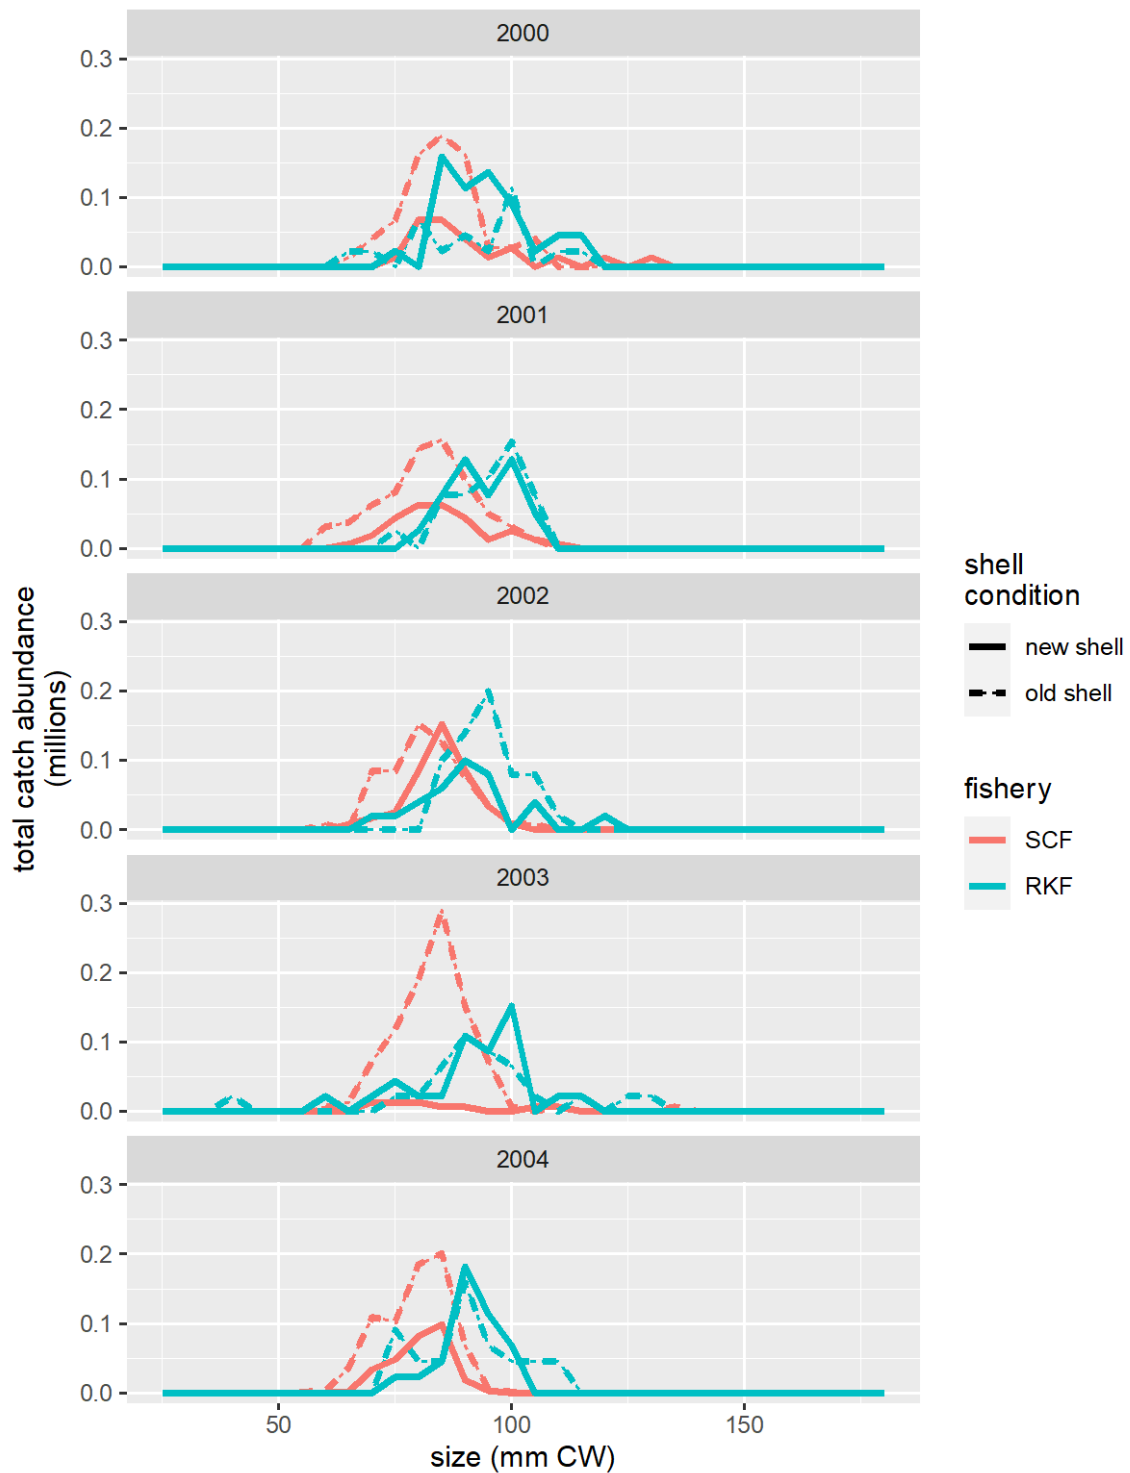 2000
0.3
0.2
0.1
0.0
2001
0.3
0.2
0.1
0.0
2002
0.3
0.2
0.1
0.0
2003
0.3
0.2
0.1
0.0
2004
0.3
0.2
0.1
0.0
50 100 150
size (mm CW)
total catch abundance
(millions)
shell
condition
new shell
old shell
fishery
SCF
RKF